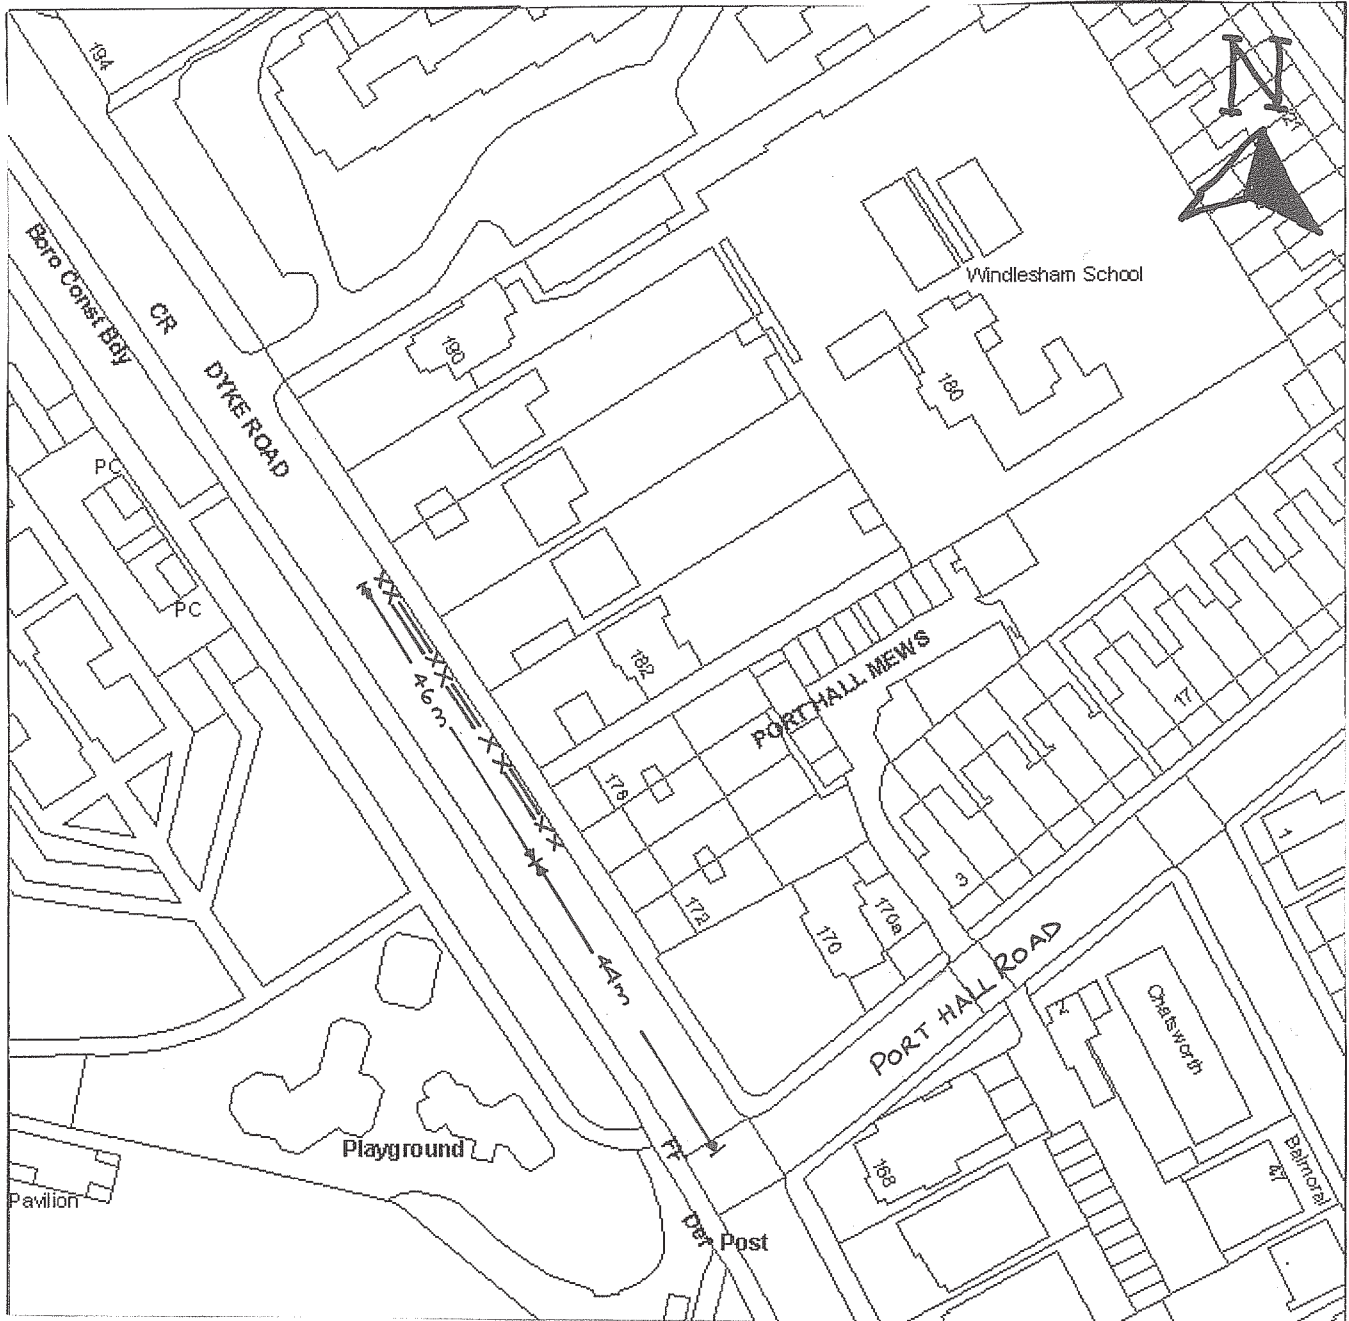 194
N
21
Boro Const Bdy
CR
DYKE ROAD
Windlesham School
190
180
PC
PC
182
46m
PORT HALL MEWS
17
178
1
3
172
170
170a
44m
PORT HALL ROAD
2
Chatsworth
Playground
FF
168
Balmoral
47
Pavilion
Def
Post